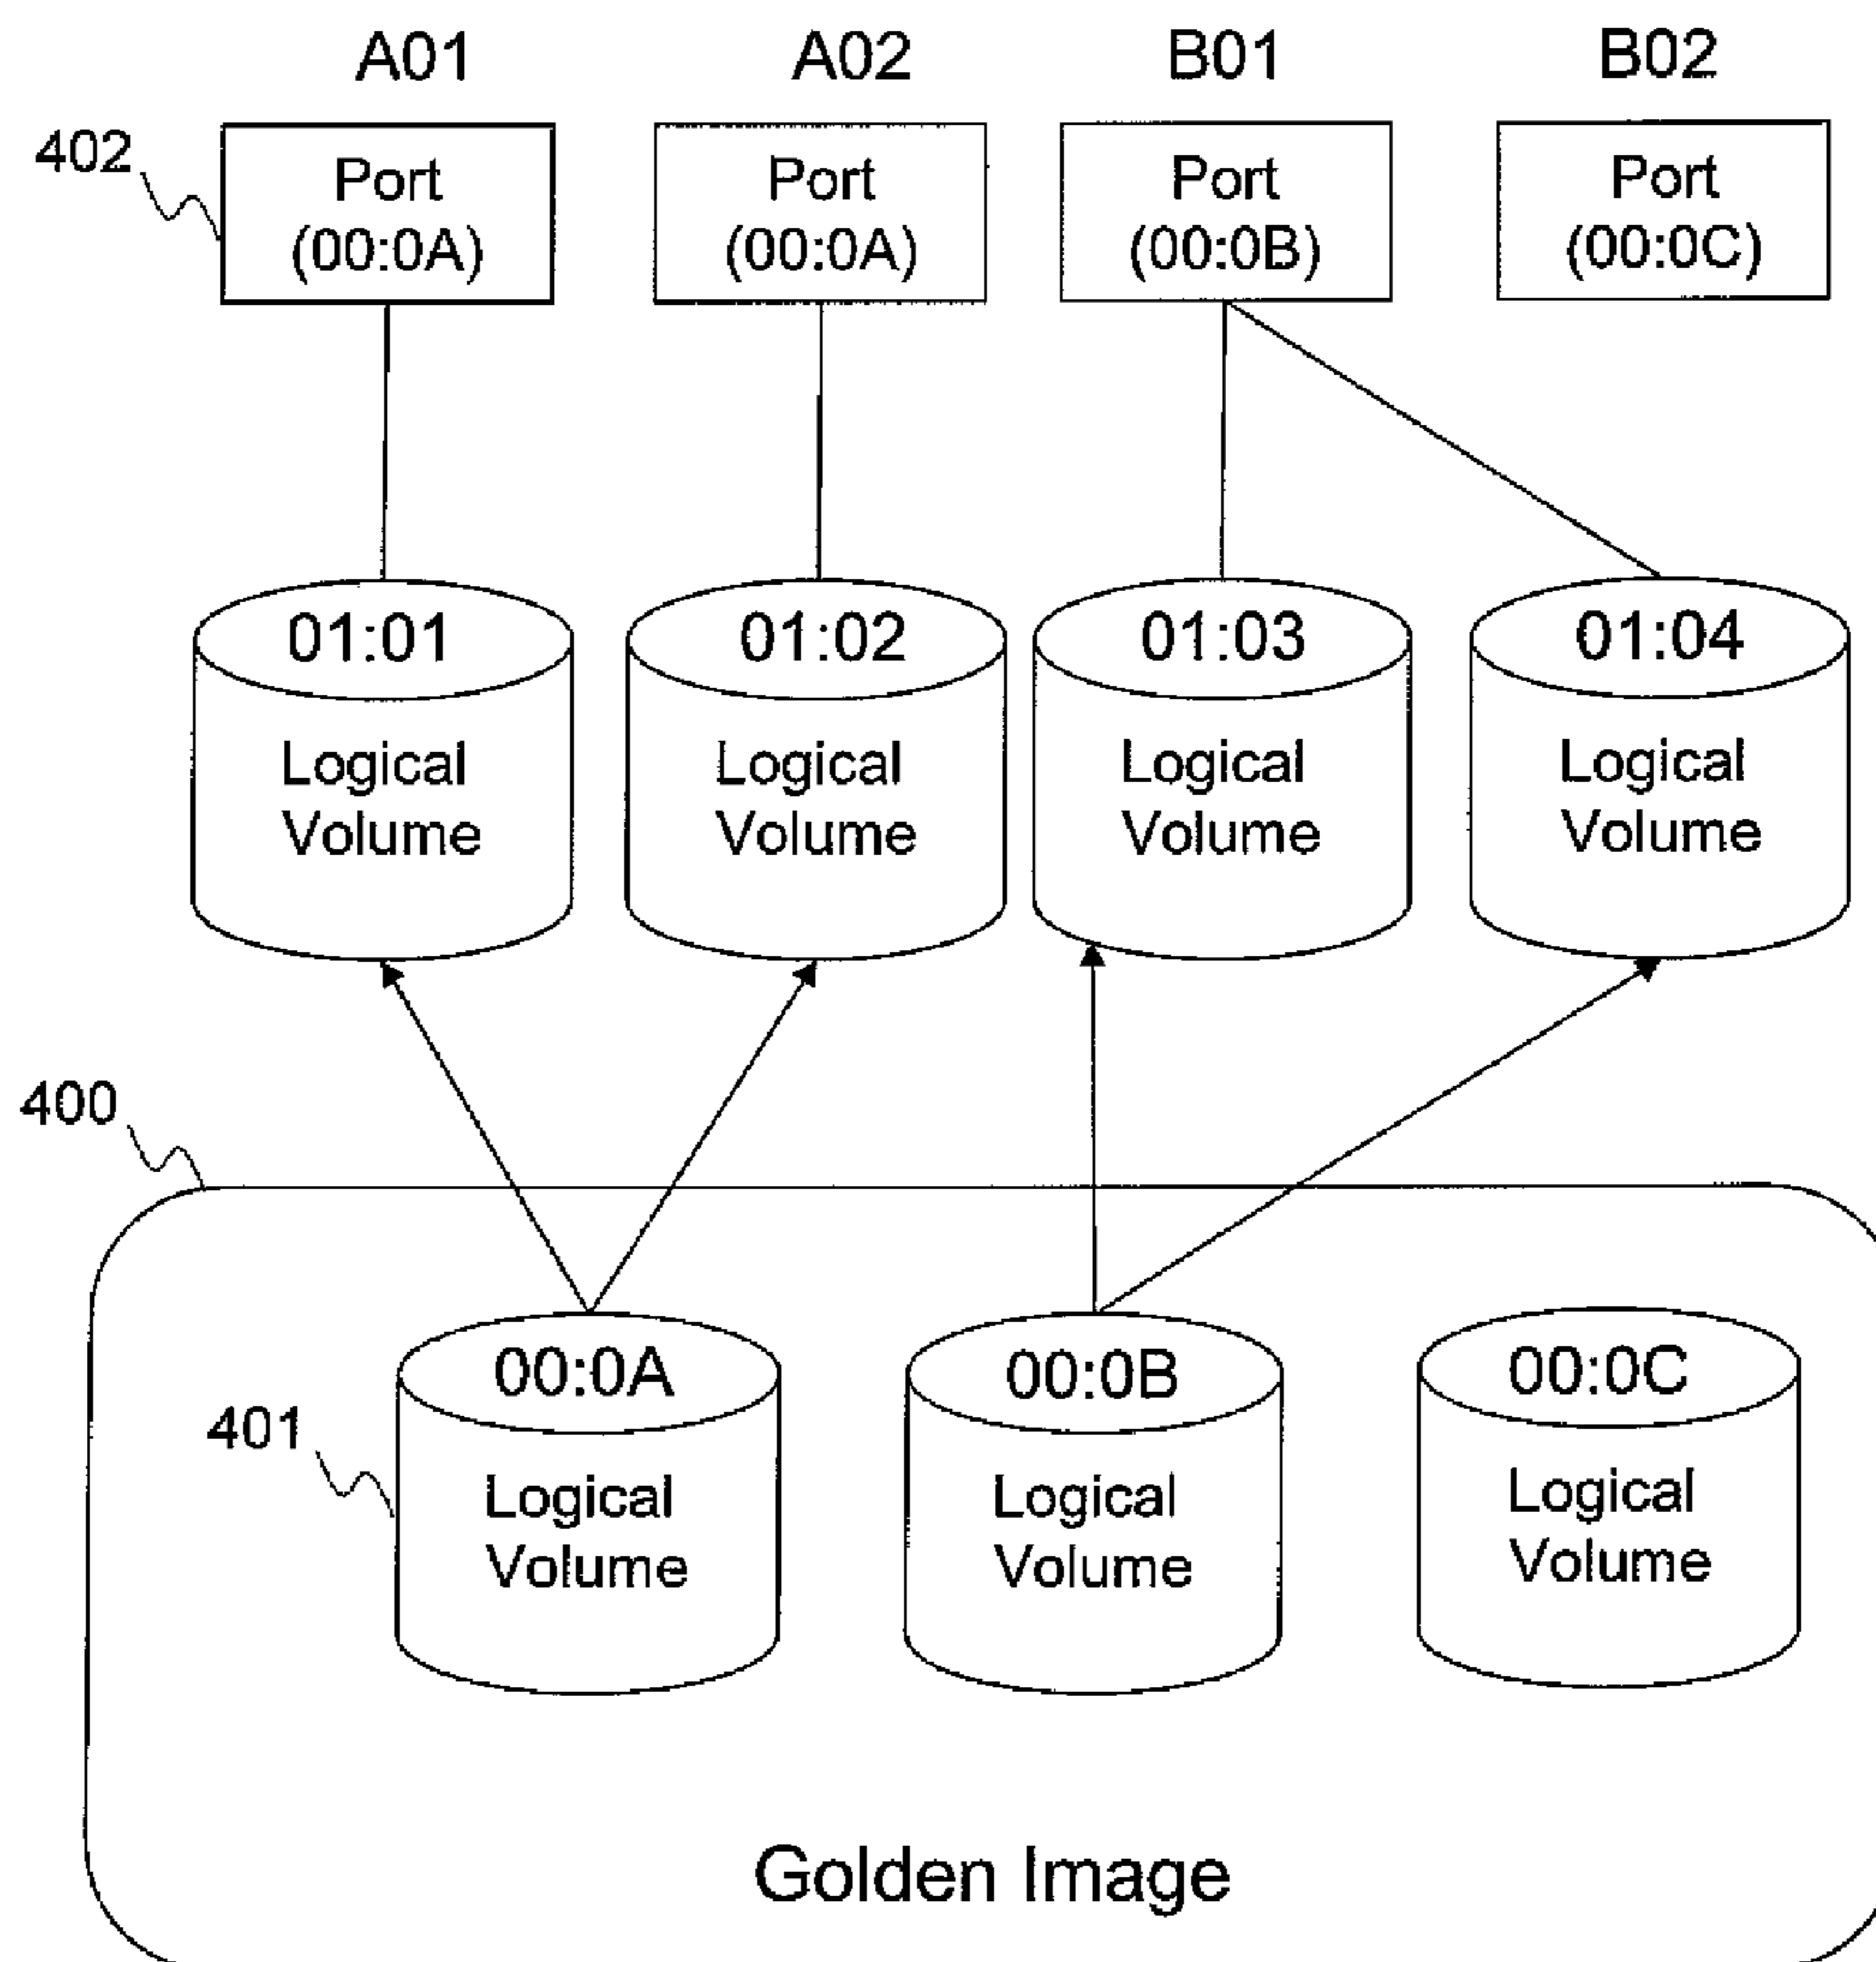 A01 A02 B01 B02
402
Port Port Port Port
(00:0A) (00:0A) (00:0B) (00:0C)
01:01 01:02 01:03 01:04
Logical Logical Logical Logical
Volume Volume Volume Volume
400
00:0A 00:0B 00:0C
401
Logical Logical Logical
Volume Volume Volume
Golden Image